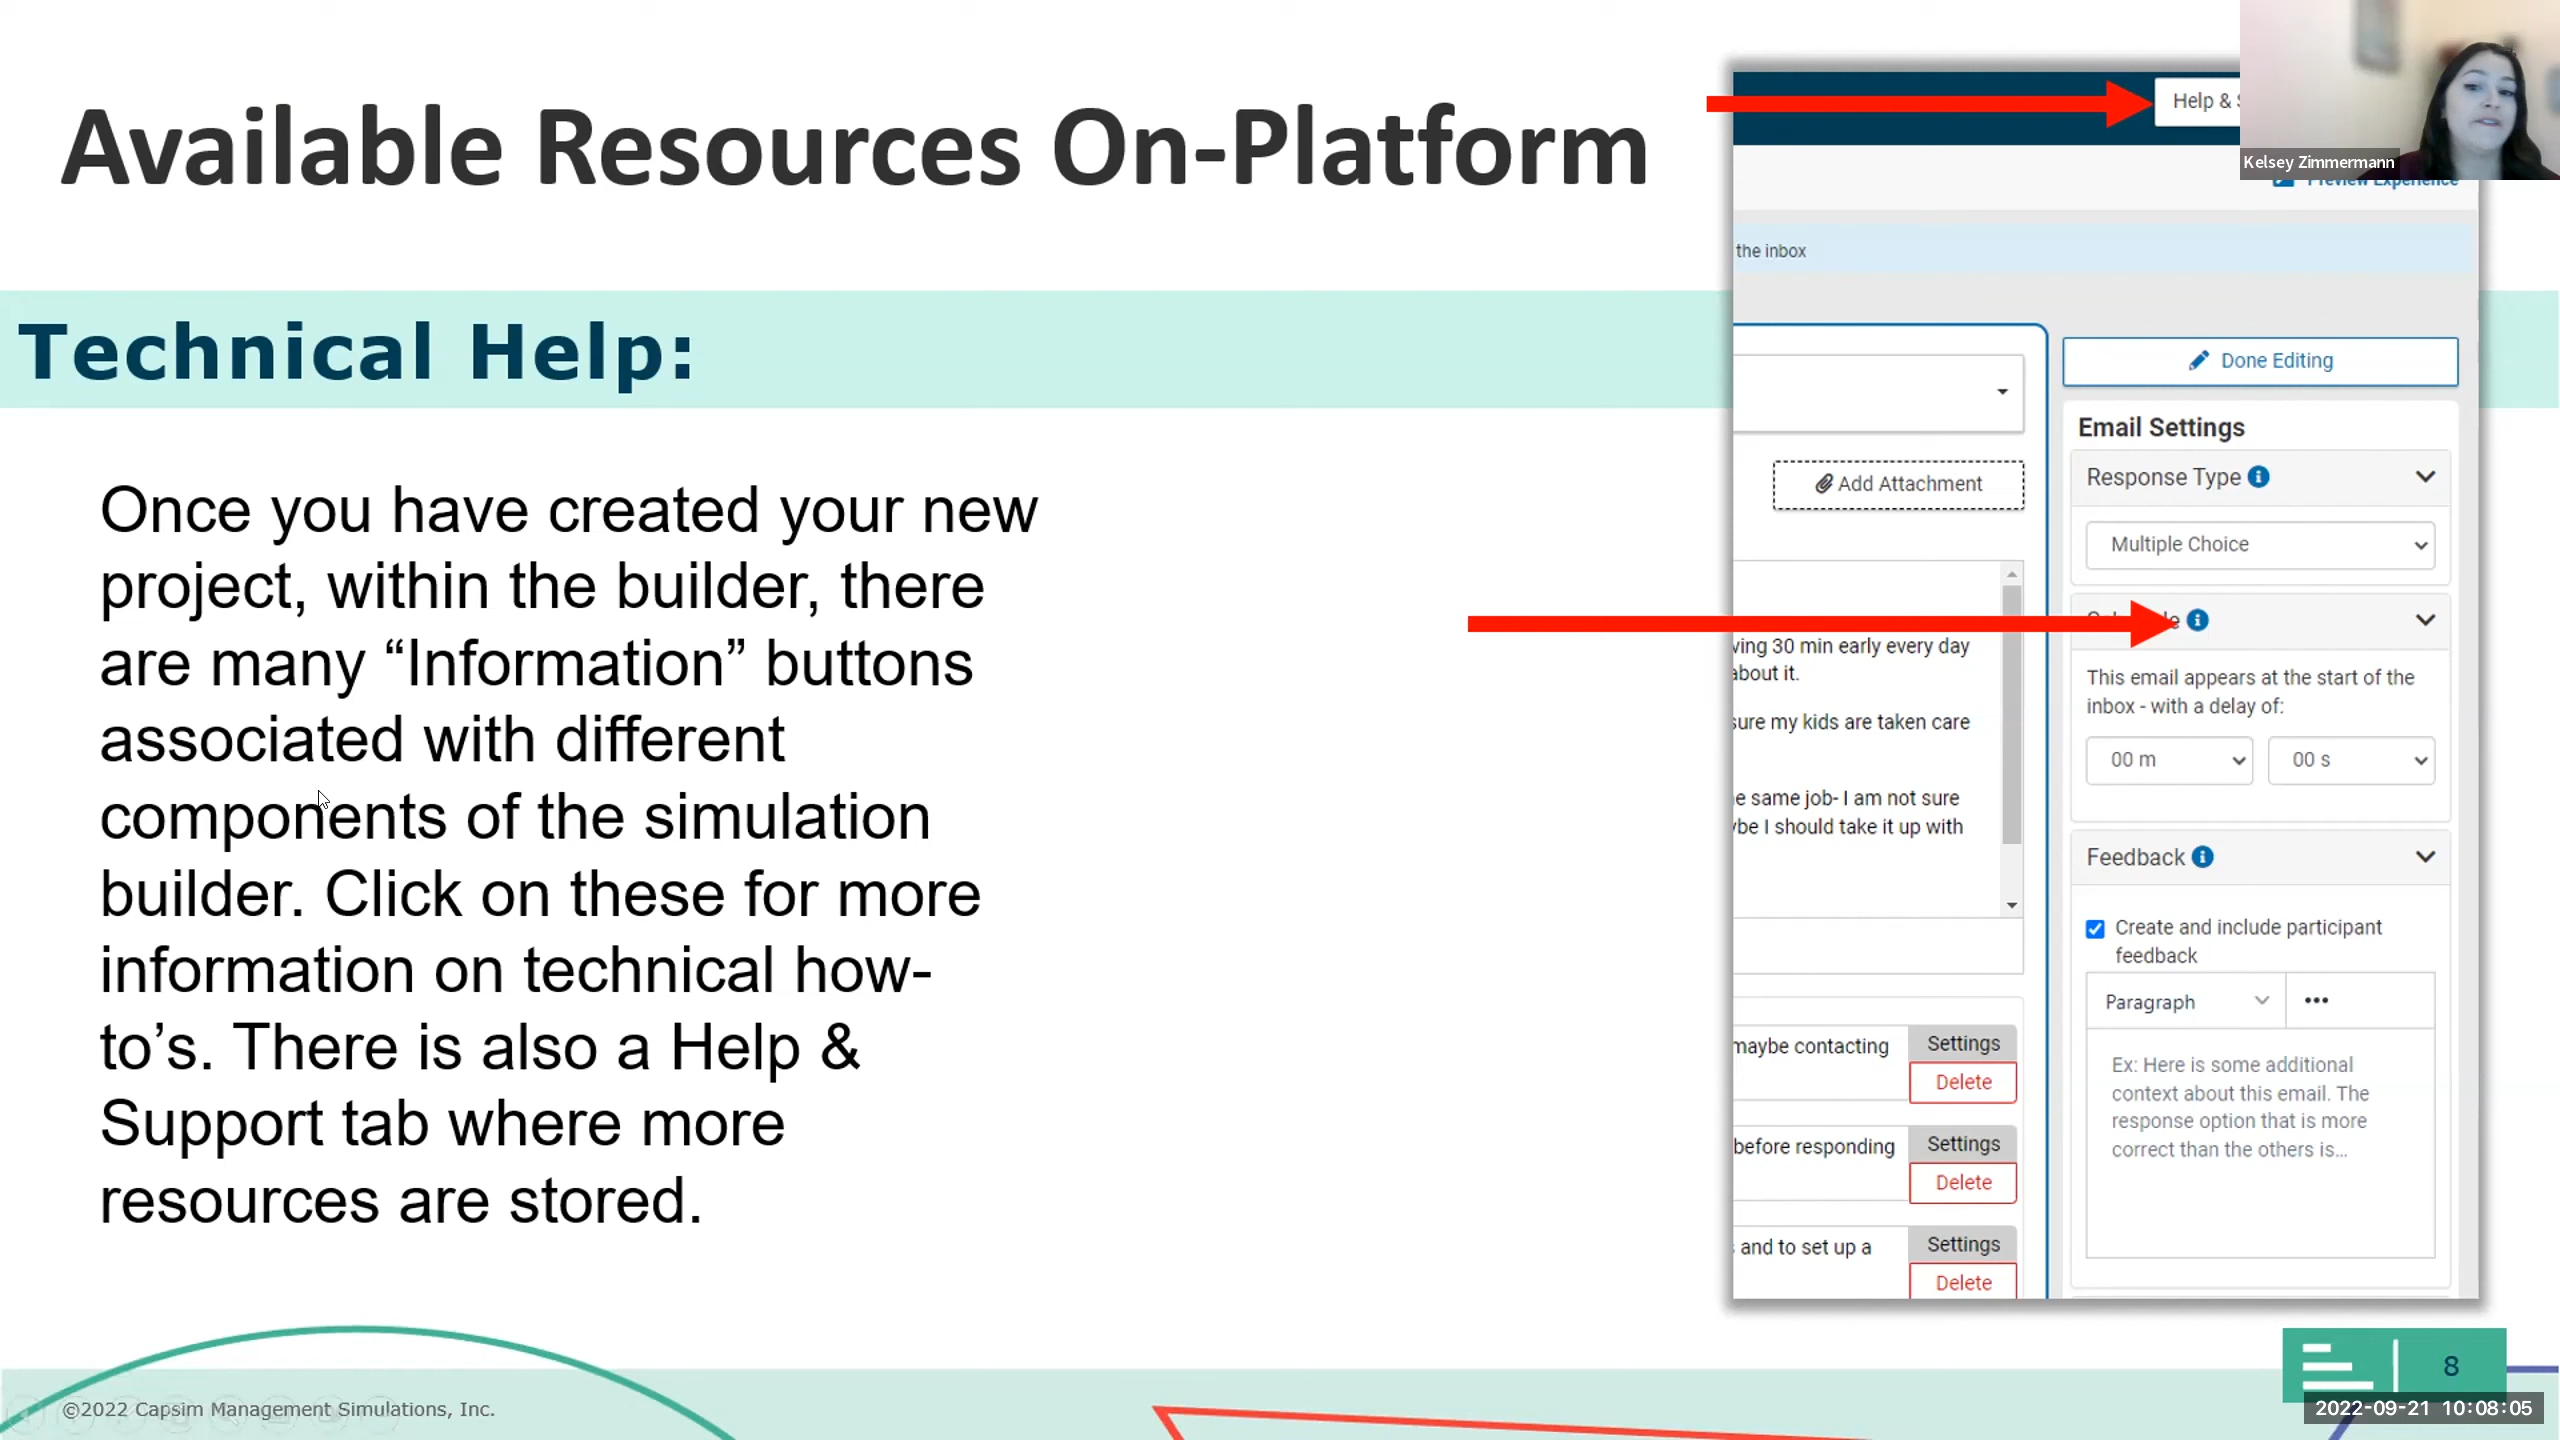 Available Resources On-Platform
Technical Help:
Once you have created your new
project, within the builder, there
are many “Information” buttons
associated with different
components of the simulation
builder. Click on these for more
information on technical how-
to’s. There is also a Help &
Support tab where more
resources are stored.
Help &
Kelsey Zimmermann
Preview Experience
the inbox
Done Editing
Email Settings
Response Type
Multiple Choice
Add Attachment
This email appears at the start of the
inbox - with a delay of:
00 m
00 s
30 min early every day
about it.
sure my kids are taken care
same job- I am not sure
I should take it up with
Feedback
Create and include participant
feedback
Paragraph
Ex: Here is some additional
context about this email. The
response option that is more
correct than the others is...
maybe contacting
Settings
Delete
before responding
Settings
Delete
and to set up a
Settings
Delete
©2022 Capsim Management Simulations, Inc.
8
2022-09-21 10:08:05